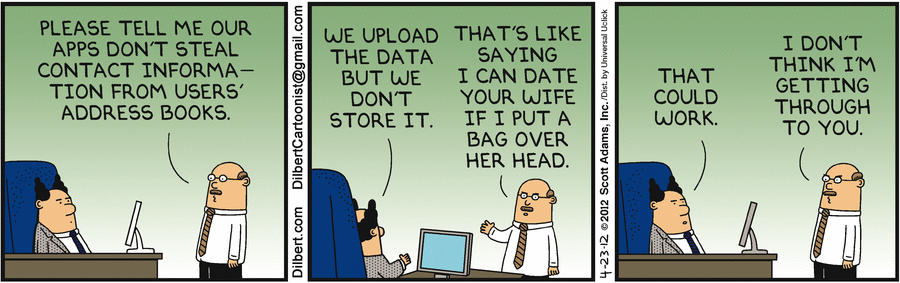 PLEASE TELL ME OUR
APPS DON'T STEAL
CONTACT INFORMA-
TION FROM USERS'
ADDRESS BOOKS.
Dilbert.com DilbertCartoonist@gmail.com
WE UPLOAD
THE DATA
BUT WE
DON'T
STORE IT.
THAT'S LIKE
SAYING
I CAN DATE
YOUR WIFE
IF I PUT A
BAG OVER
HER HEAD.
4-23-12 ©2012 Scott Adams, Inc. /Dist. by Universal Uclick
THAT
COULD
WORK.
I DON'T
THINK I'M
GETTING
THROUGH
TO YOU.